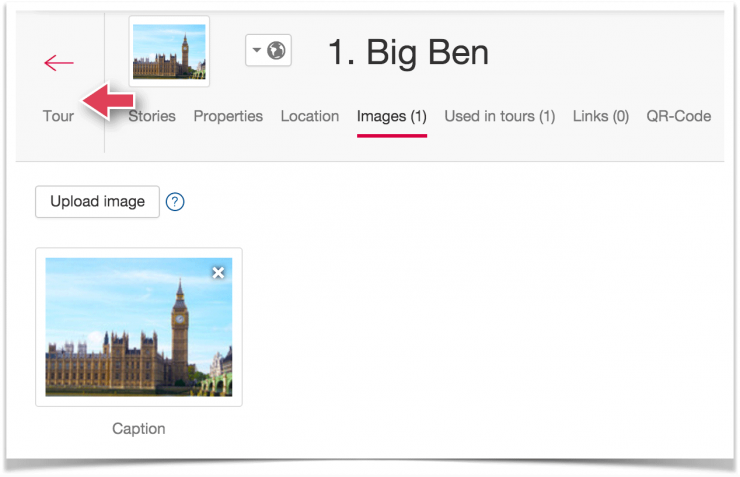 1. Big Ben
Tour Stories Properties Location Images (1) Used in tours (1) Links (0) QR-Code
Upload image ?
Caption